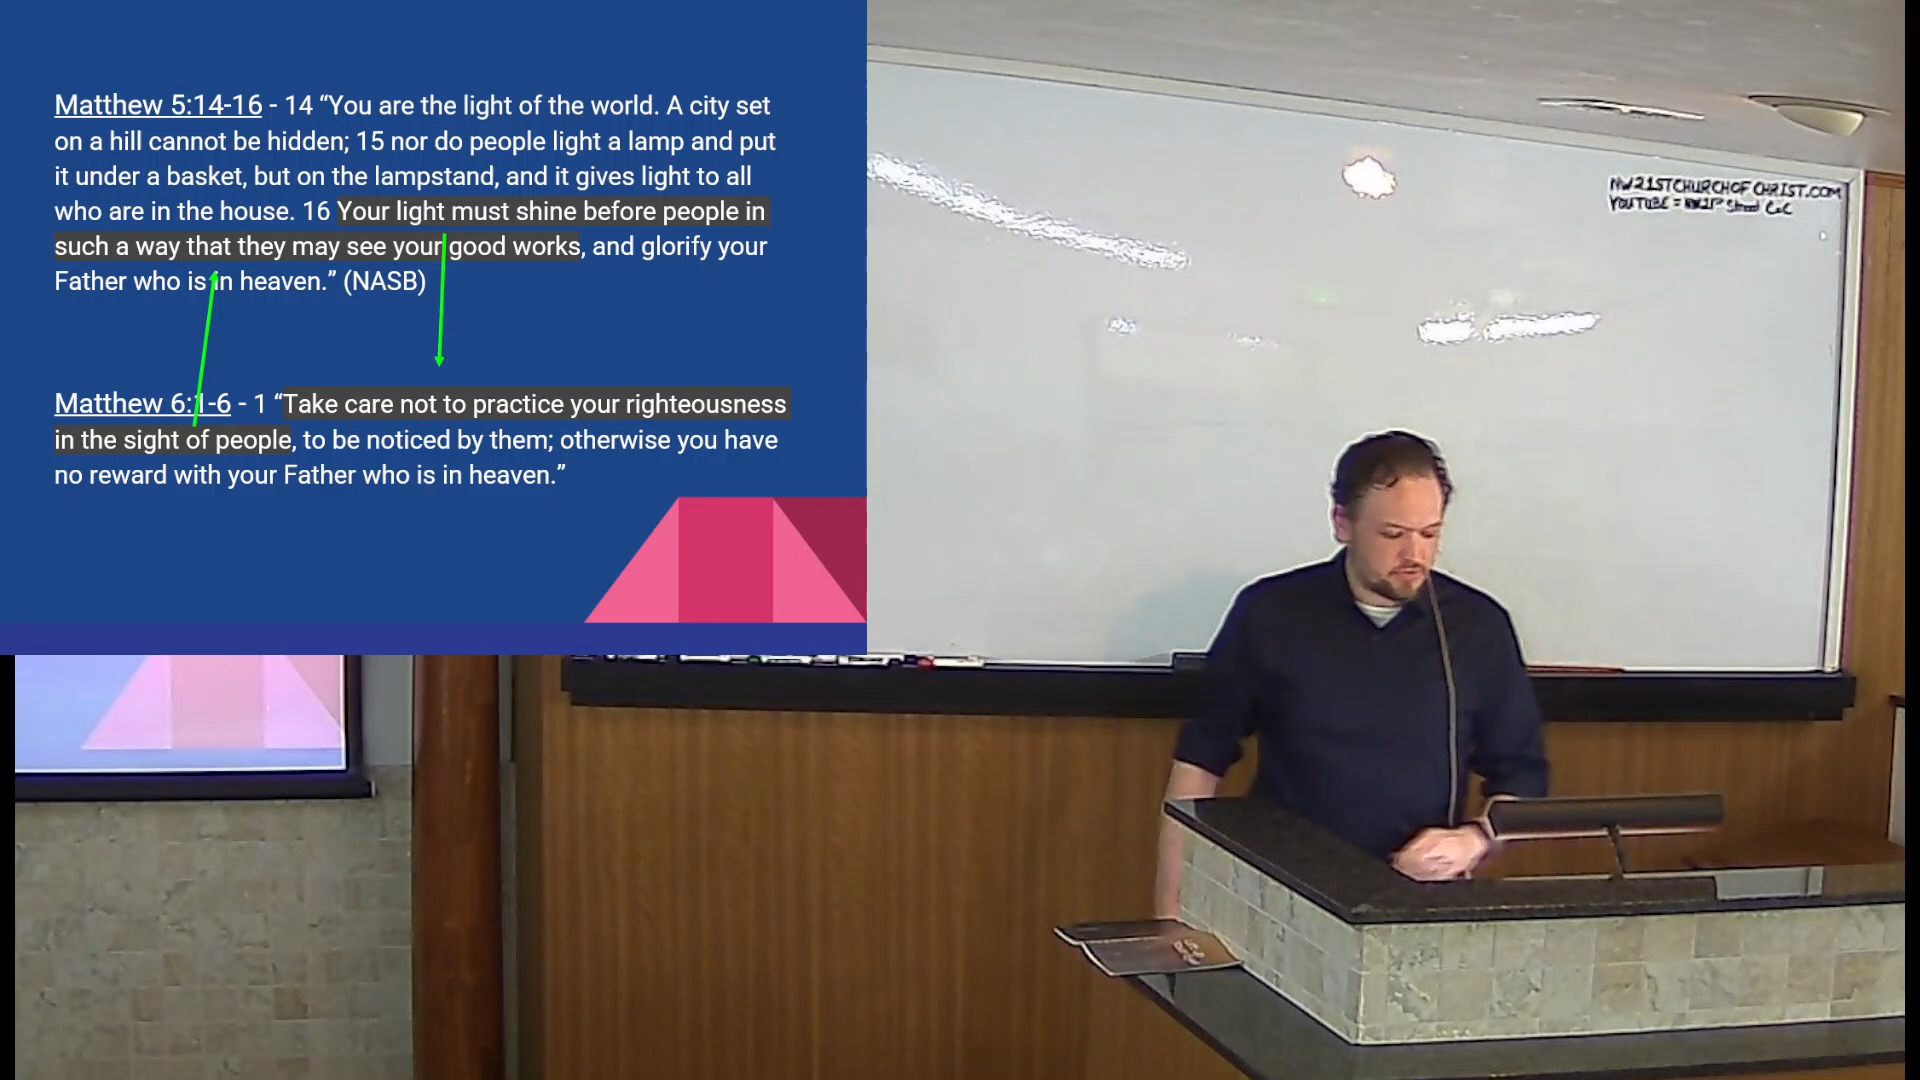 Matthew 5:14-16 - 14 “You are the light of the world. A city set
on a hill cannot be hidden; 15 nor do people light a lamp and put
it under a basket, but on the lampstand, and it gives light to all
who are in the house. 16 Your light must shine before people in
such a way that they may see your good works, and glorify your
Father who is in heaven.” (NASB)
Matthew 6:1-6 - 1 “Take care not to practice your righteousness
in the sight of people, to be noticed by them; otherwise you have
no reward with your Father who is in heaven.”
NW21STCHURCHOFCHRIST.COM
YOUTUBE = NW21st Street CoC